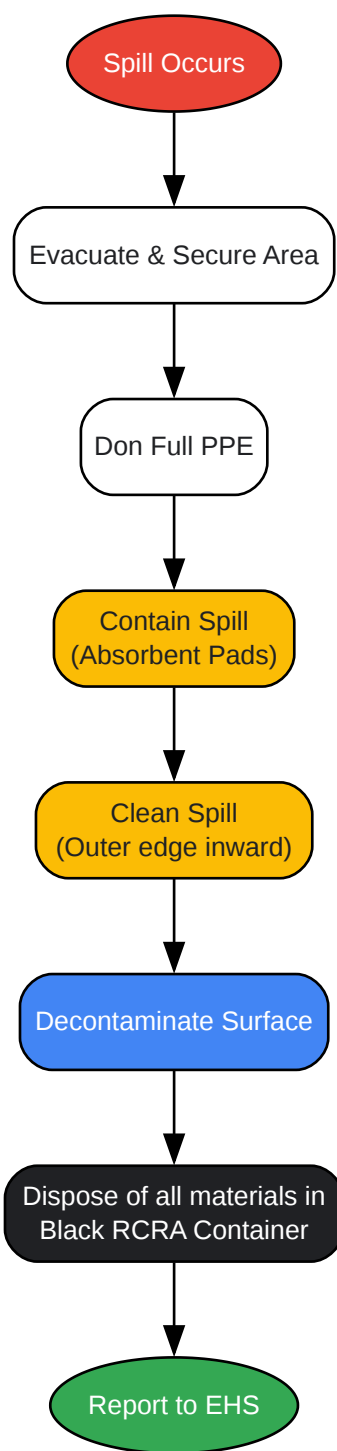 Spill Occurs
Evacuate & Secure Area
Don Full PPE
Contain Spill
(Absorbent Pads)
Clean Spill
(Outer edge inward)
Decontaminate Surface
Dispose of all materials in
Black RCRA Container
Report to EHS